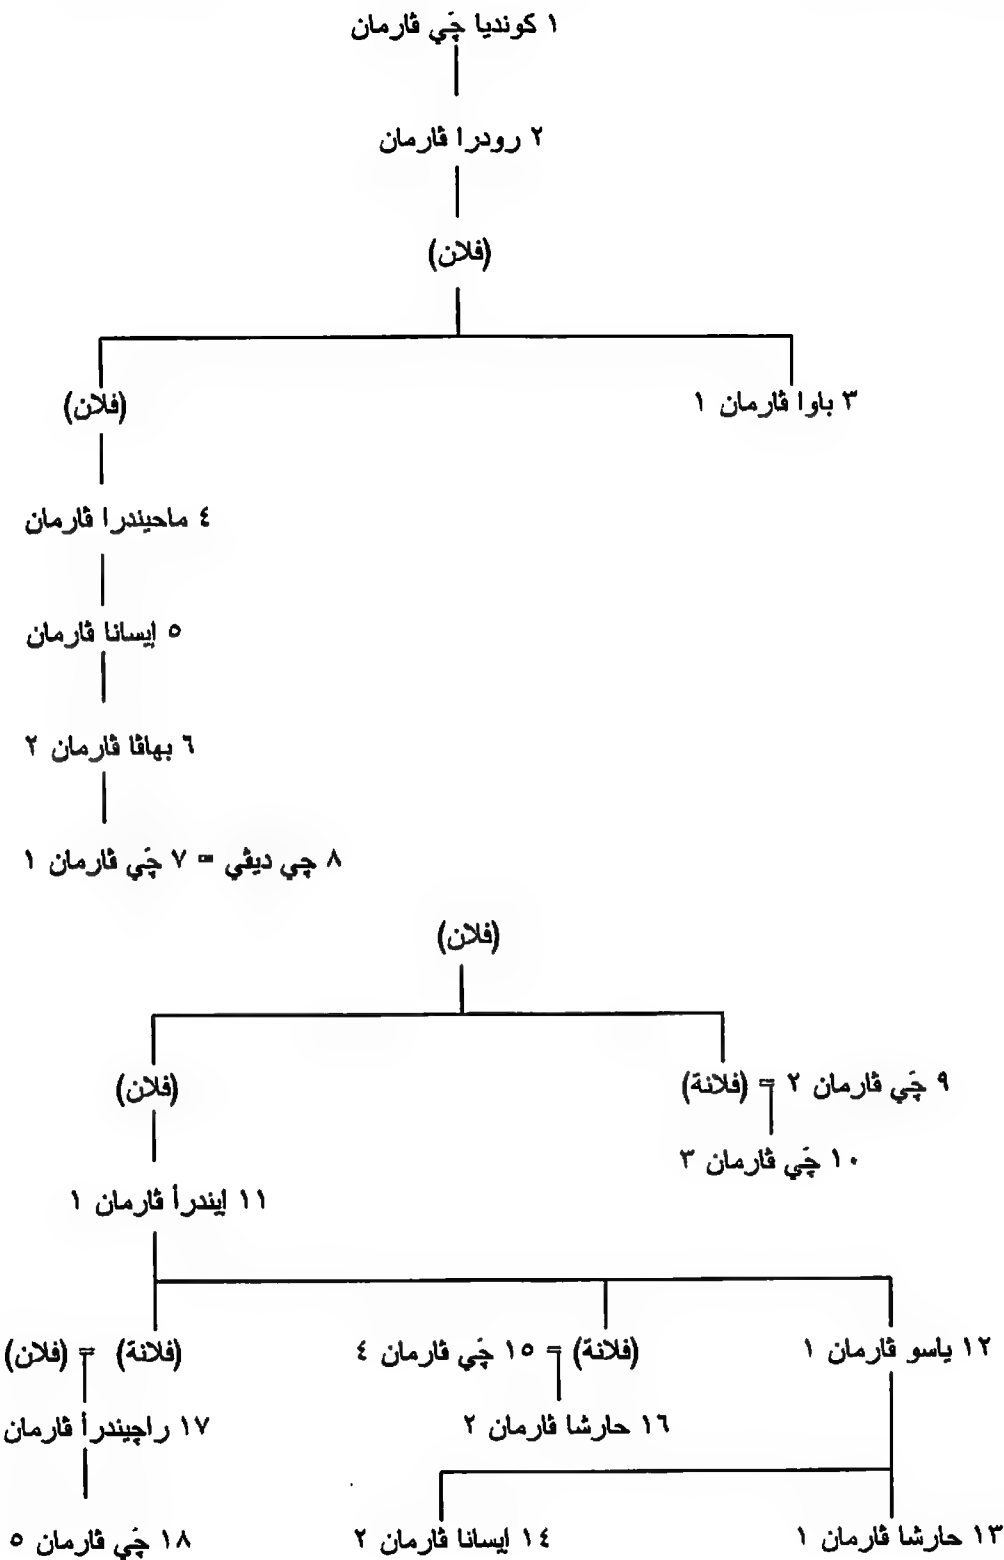 ١ كونديا چَي ڤارمان
٢ رودرا ڤارمان
(فلان)
٣ باوا ڤارمان ١
(فلان)
٤ ماحيندرا ڤارمان
٥ إيسانا ڤارمان
٦ بهاڤا ڤارمان ٢
٨ چي ديڤي = ٧ چَي ڤارمان ١
(فلان)
٩ چَي ڤارمان ٢ = (فلانة)
(فلان)
١٠ چَي ڤارمان ٣
١١ إيندرأ ڤارمان ١
١٢ ياسو ڤارمان ١
(فلانة) = ١٥ چَي ڤارمان ٤
(فلانة) = (فلان)
١٦ حارشا ڤارمان ٢
١٧ راچيندرأ ڤارمان
١٣ حارشا ڤارمان ١
١٤ إيسانا ڤارمان ٢
١٨ چَي ڤارمان ٥